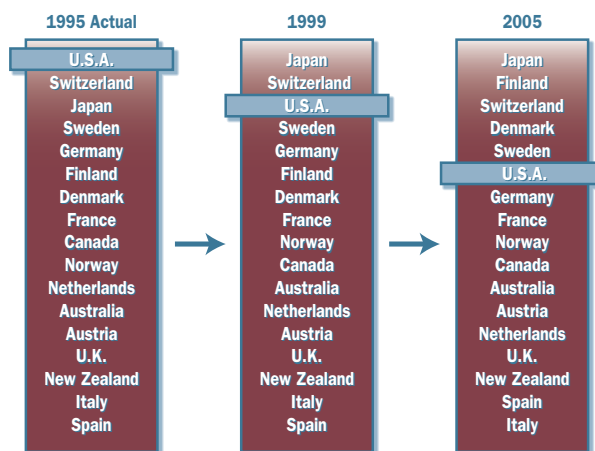 1995 Actual
U.S.A.
Switzerland
Japan
Sweden
Germany
Finland
Denmark
France
Canada
Norway
Netherlands
Australia
Austria
U.K.
New Zealand
Italy
Spain
1999
Japan
Switzerland
U.S.A.
Sweden
Germany
Finland
Denmark
France
Norway
Canada
Australia
Netherlands
Austria
U.K.
New Zealand
Italy
Spain
2005
Japan
Finland
Switzerland
Denmark
Sweden
U.S.A.
Germany
France
Norway
Canada
Australia
Austria
Netherlands
U.K.
New Zealand
Spain
Italy